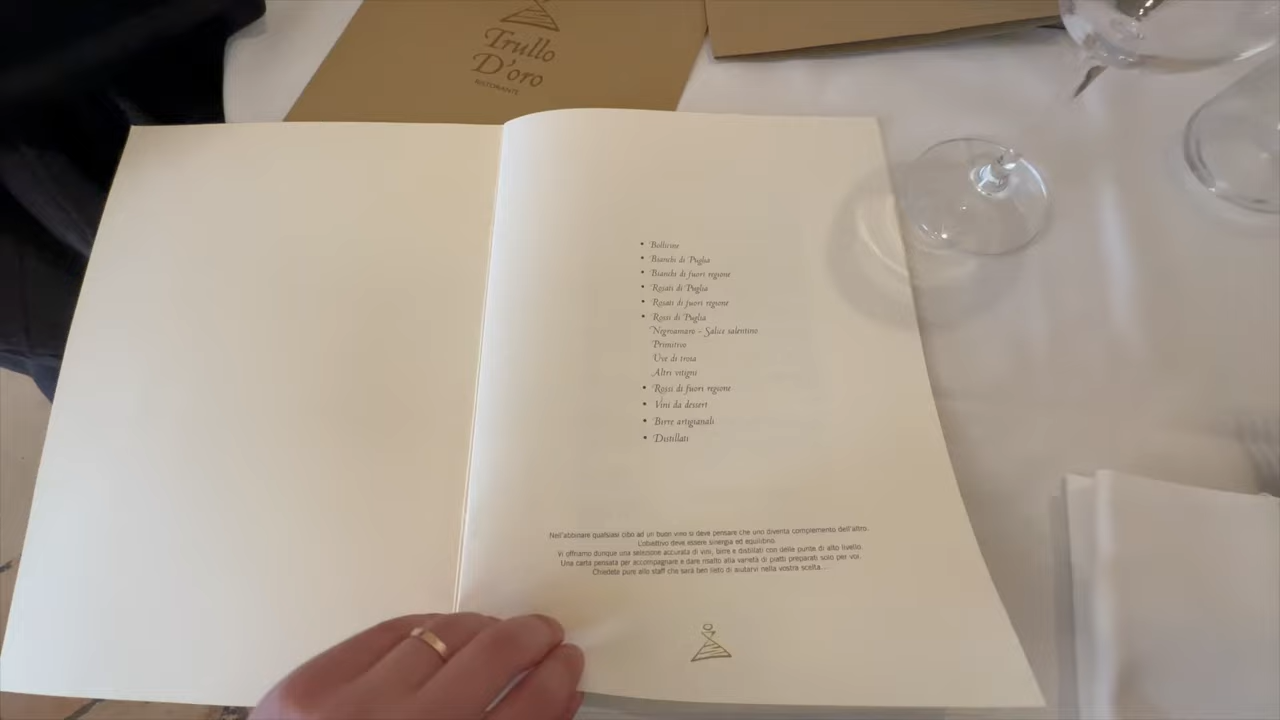 Trullo
D'oro
RISTORANTE
• Bollicine
• Bianchi di Puglia
• Bianchi di fuori regione
• Rosati di Puglia
• Rosati di fuori regione
• Rossi di Puglia
Negroamaro - Salice salentino
Primitivo
Uve di troia
Altri vitigni
• Rossi di fuori regione
• Vini da dessert
• Birre artigianali
• Distillati
Nell'abbinare qualsiasi cibo ad un buon vino si deve pensare che uno diventa complemento dell'altro.
L'obiettivo deve essere sinergia ed equilibrio.
Vi offriamo dunque una selezione accurata di vini, birre e distillati con delle punte di alto livello.
Una carta pensata per accompagnare e dare risalto alla varietà di piatti preparati solo per voi.
Chiedete pure allo staff che sarà ben lieto di aiutarvi nella vostra scelta...